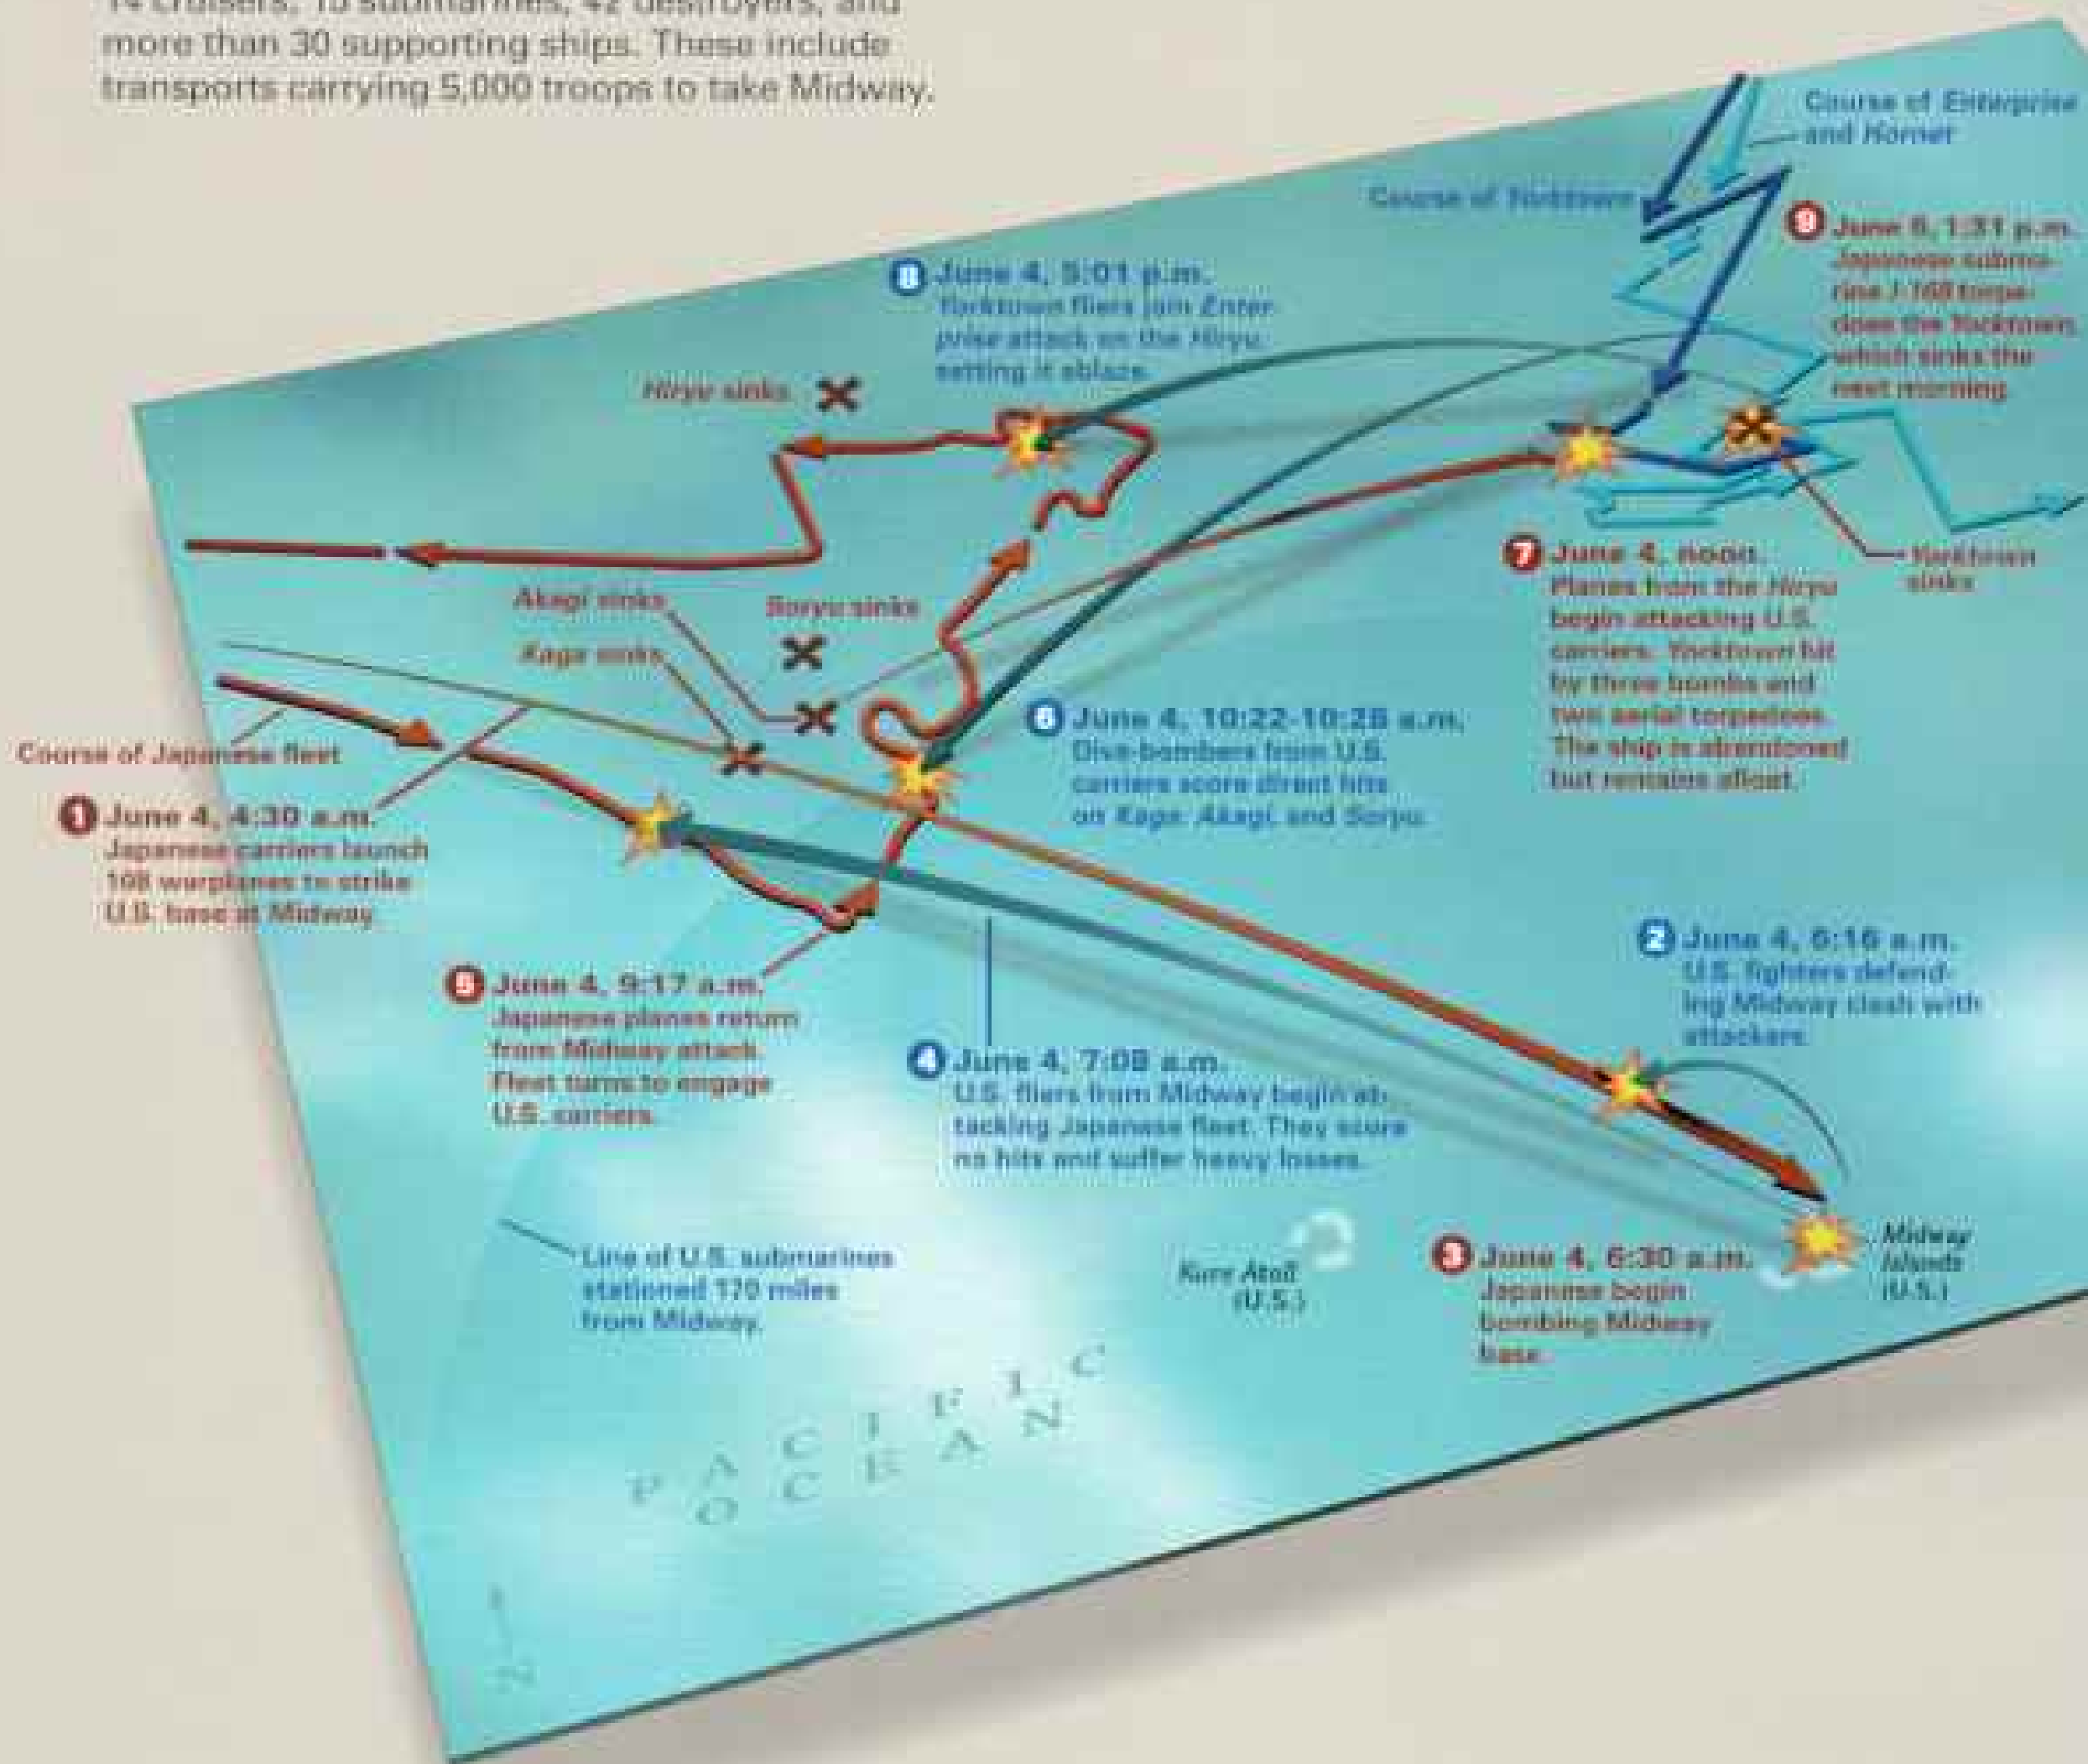 14 cruisers, 15 submarines, 42 destroyers, and
more than 30 supporting ships. These include
transports carrying 5,000 troops to take Midway.
Course of Enterprise
and Hornet
Course of Yorktown
9 June 6, 1:31 p.m.
Japanese subma-
rine I-168 torpe-
does the Yorktown,
which sinks the
next morning.
8 June 4, 5:01 p.m.
Yorktown fliers join Enter-
prise attack on the Hiryu,
setting it ablaze.
Hiryu sinks
Akagi sinks
Soryu sinks
Kaga sinks
Yorktown
sinks
7 June 4, noon.
Planes from the Hiryu
begin attacking U.S.
carriers. Yorktown hit
by three bombs and
two aerial torpedoes.
The ship is abandoned
but remains afloat.
6 June 4, 10:22-10:28 a.m.
Dive-bombers from U.S.
carriers score direct hits
on Kaga, Akagi, and Soryu.
Course of Japanese fleet
1 June 4, 4:30 a.m.
Japanese carriers launch
108 warplanes to strike
U.S. base at Midway.
2 June 4, 6:16 a.m.
U.S. fighters defend-
ing Midway clash with
attackers.
5 June 4, 9:17 a.m.
Japanese planes return
from Midway attack.
Fleet turns to engage
U.S. carriers.
4 June 4, 7:08 a.m.
U.S. fliers from Midway begin at-
tacking Japanese fleet. They score
no hits and suffer heavy losses.
Line of U.S. submarines
stationed 170 miles
from Midway.
Kure Atoll
(U.S.)
3 June 4, 6:30 a.m.
Japanese begin
bombing Midway
base.
Midway
Islands
(U.S.)
PACIFIC
OCEAN
N